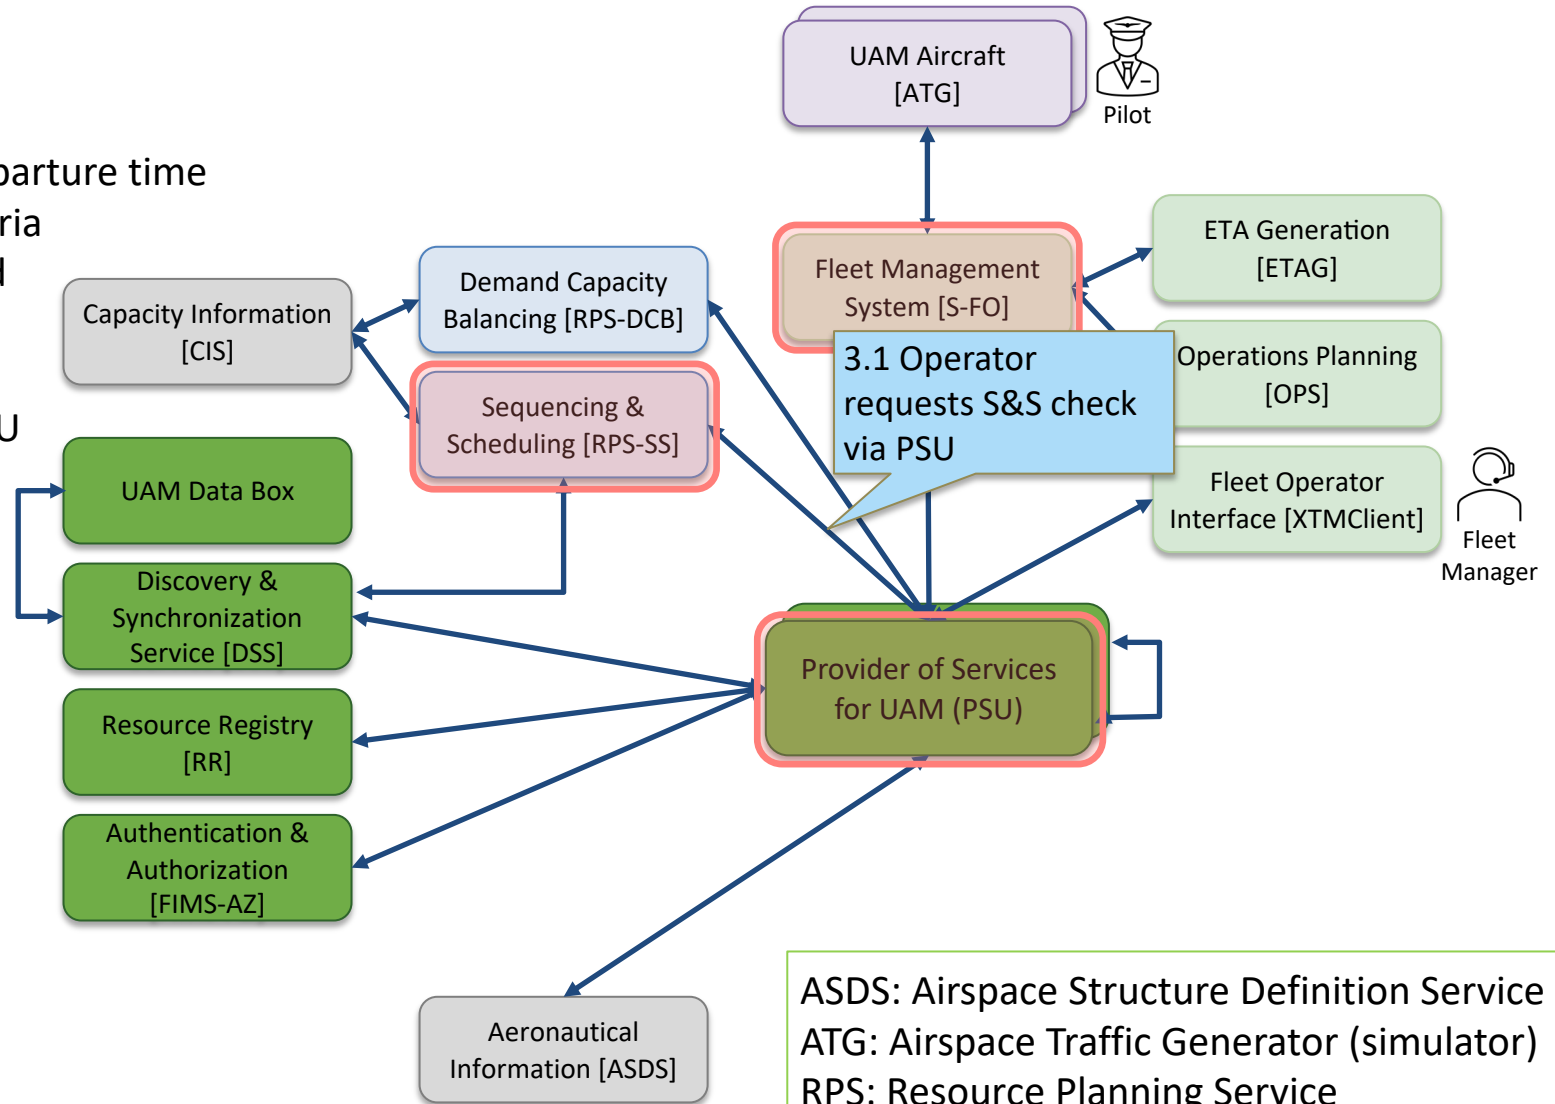 UAM Aircraft
[ATG]
Pilot
parture time
ria
d
Capacity Information
[CIS]
Demand Capacity
Balancing [RPS-DCB]
Fleet Management
System [S-FO]
ETA Generation
[ETAG]
Operations Planning
[OPS]
3.1 Operator
requests S&S check
via PSU
Sequencing &
Scheduling [RPS-SS]
U
UAM Data Box
Fleet Operator
Interface [XTMClient]
Fleet
Manager
Discovery &
Synchronization
Service [DSS]
Provider of Services
for UAM (PSU)
Resource Registry
[RR]
Authentication &
Authorization
[FIMS-AZ]
Aeronautical
Information [ASDS]
ASDS: Airspace Structure Definition Service
ATG: Airspace Traffic Generator (simulator)
RPS: Resource Planning Service